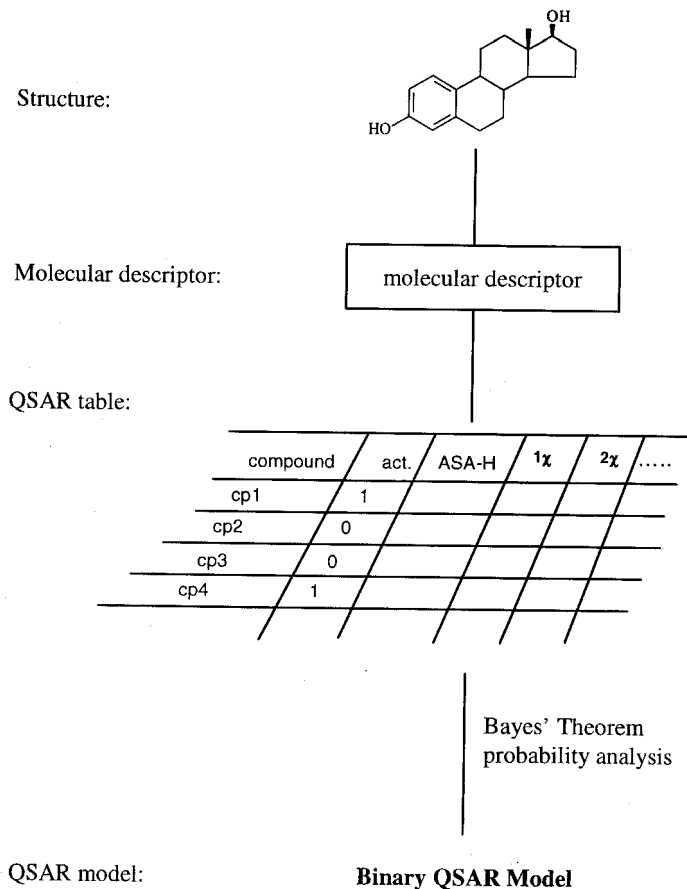 OH
Structure:
HO
Molecular descriptor: molecular descriptor
QSAR table:
compound act. ASA-H ¹χ ²χ .....
cp1 1
cp2 0
cp3 0
cp4 1
Bayes' Theorem
probability analysis
QSAR model: Binary QSAR Model